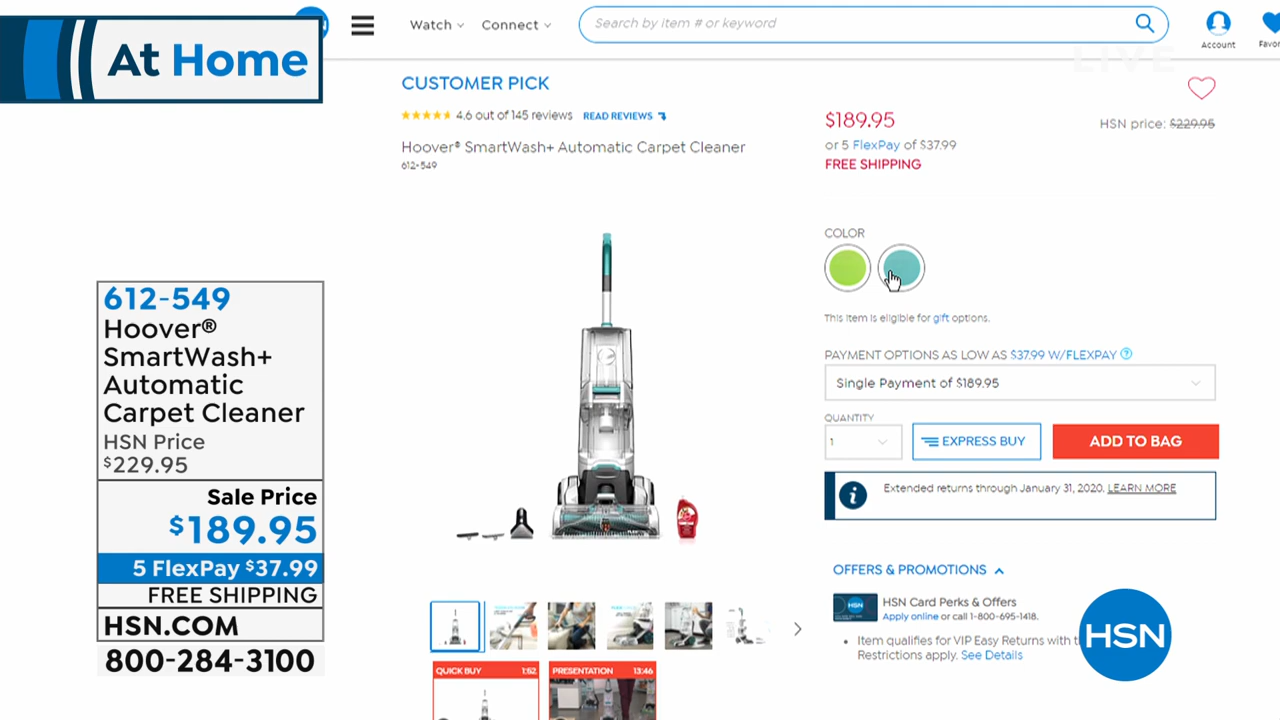 At Home
Watch
Connect
Search by item # or keyword
Account
LIVE
CUSTOMER PICK
4.6 out of 145 reviews READ REVIEWS
Hoover® SmartWash+ Automatic Carpet Cleaner
612-549
$189.95
HSN price: $229.95
or 5 FlexPay of $37.99
FREE SHIPPING
COLOR
This item is eligible for gift options.
PAYMENT OPTIONS AS LOW AS $37.99 W/FLEXPAY ?
Single Payment of $189.95
QUANTITY
1
EXPRESS BUY
ADD TO BAG
i
Extended returns through January 31, 2020. LEARN MORE
OFFERS & PROMOTIONS
HSN
HSN Card Perks & Offers
Apply online or call 1-800-695-1418.
• Item qualifies for VIP Easy Returns with
Restrictions apply. See Details
HSN
QUICK BUY 1:52
PRESENTATION 13:46
612-549
Hoover®
SmartWash+
Automatic
Carpet Cleaner
HSN Price
$229.95
Sale Price
$189.95
5 FlexPay $37.99
FREE SHIPPING
HSN.COM
800-284-3100